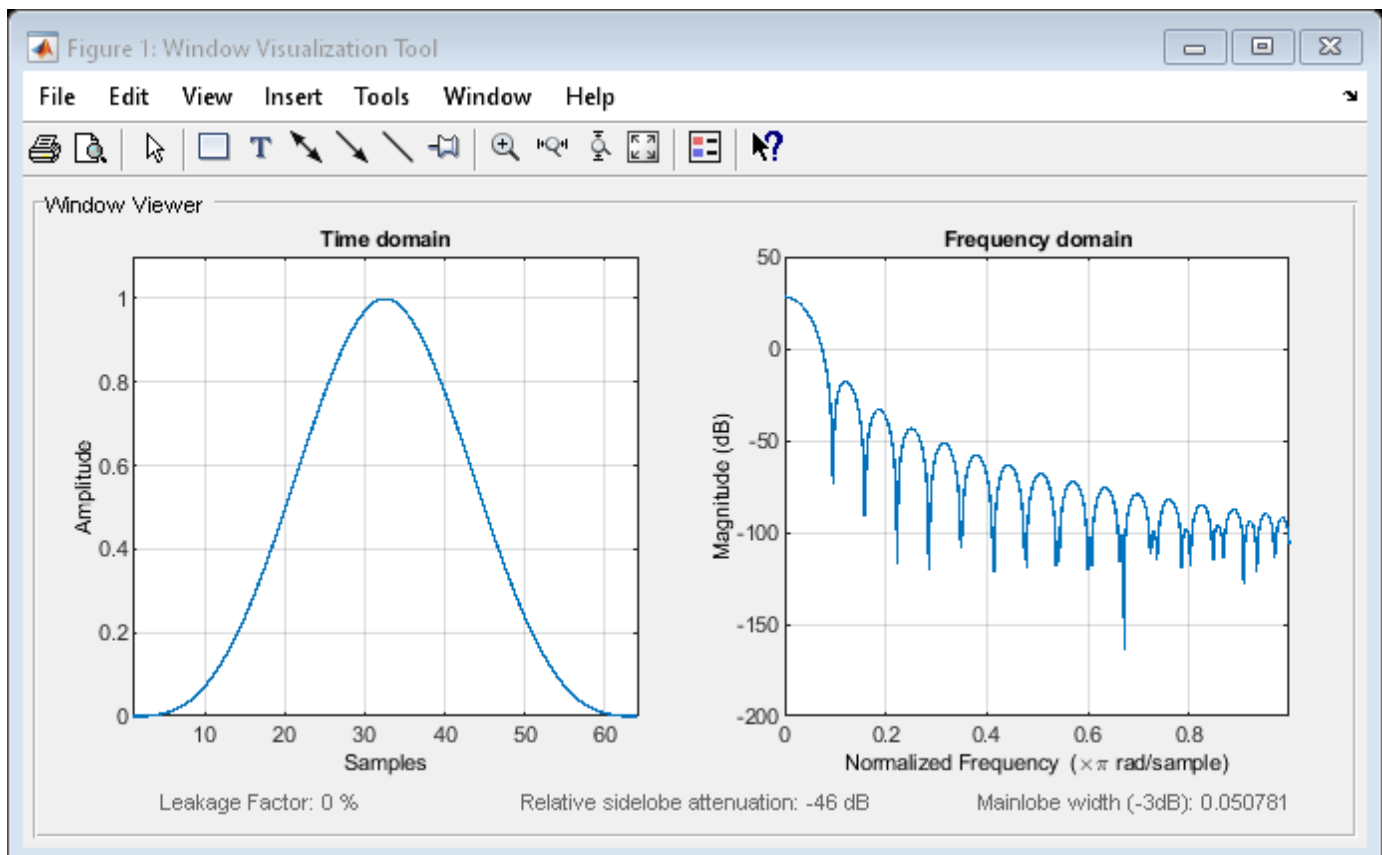 Figure 1: Window Visualization Tool
File Edit View Insert Tools Window Help
T
?
Window Viewer
Time domain
Amplitude
1
0.8
0.6
0.4
0.2
0
10 20 30 40 50 60
Samples
Frequency domain
Magnitude (dB)
50
0
-50
-100
-150
-200
0 0.2 0.4 0.6 0.8
Normalized Frequency (×π rad/sample)
Leakage Factor: 0 % Relative sidelobe attenuation: -46 dB Mainlobe width (-3dB): 0.050781